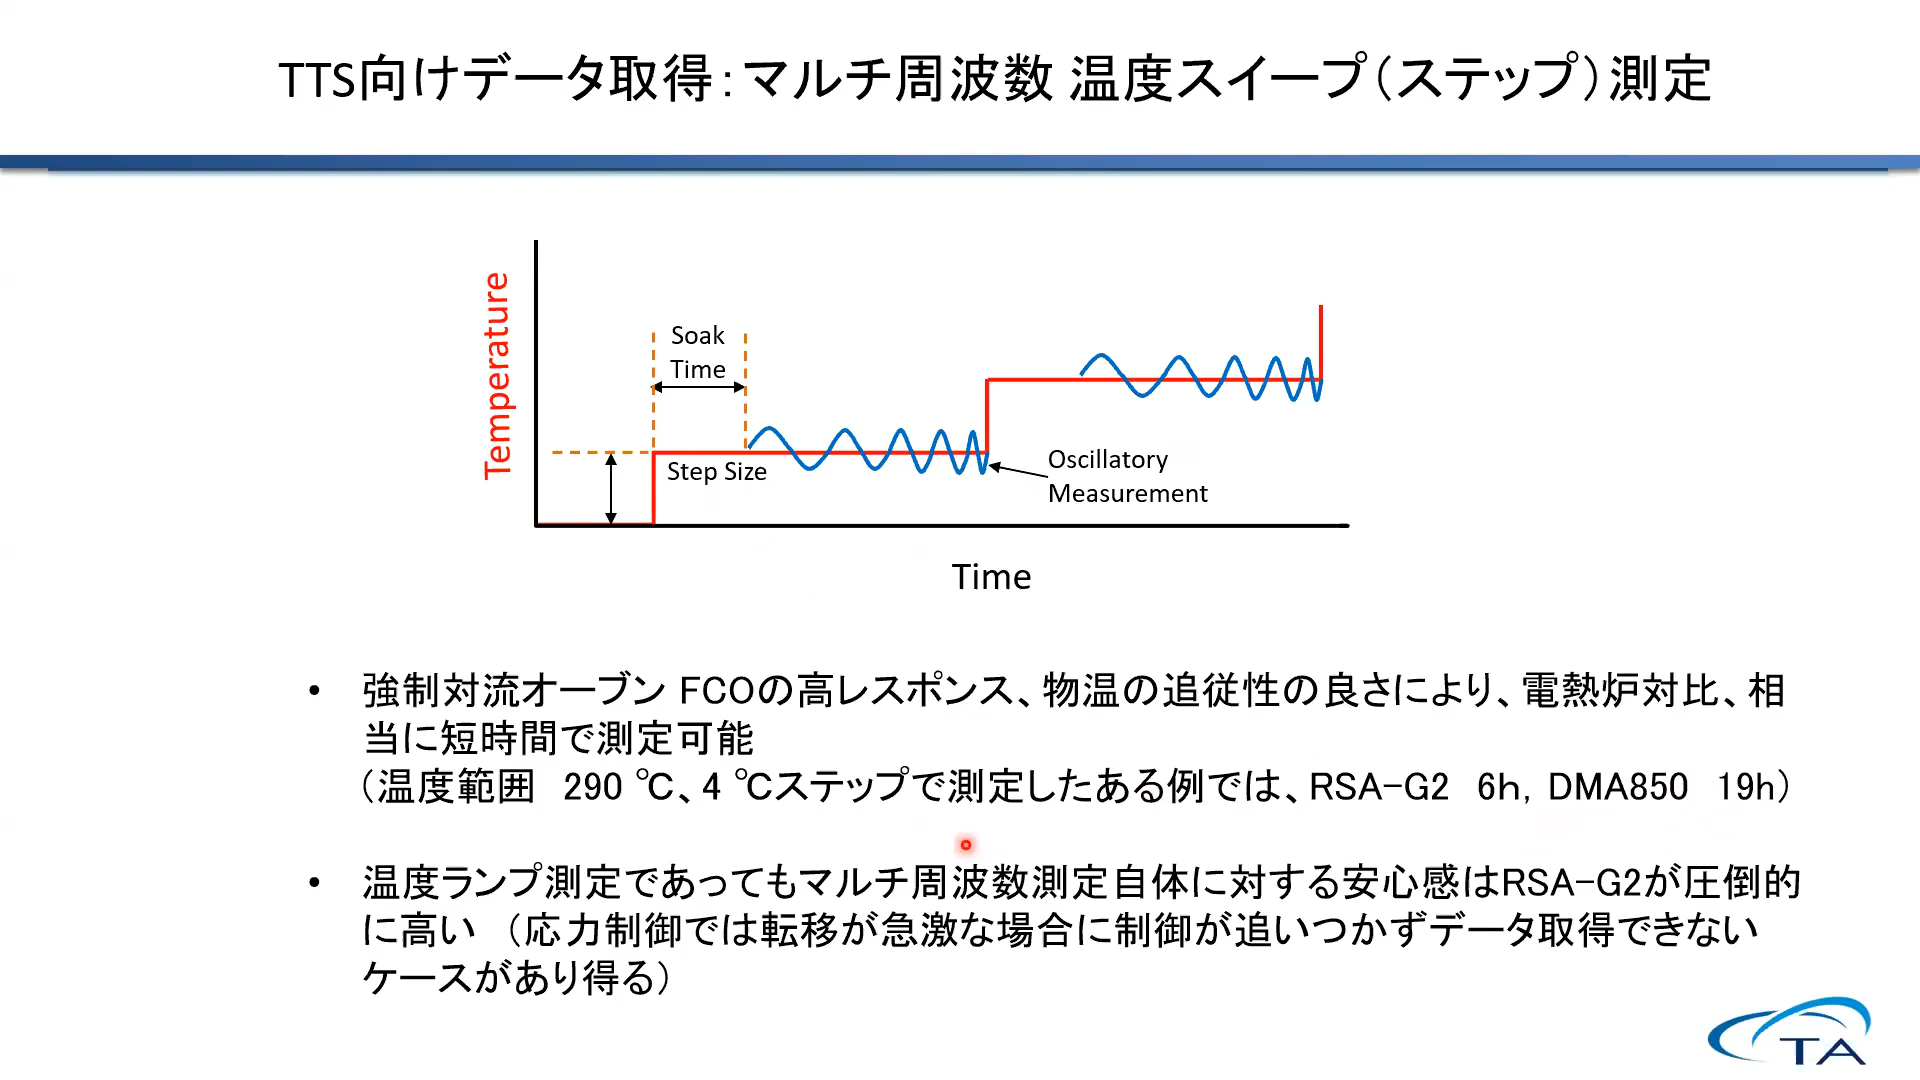 TTS向けデータ取得：マルチ周波数 温度スイープ（ステップ）測定
Temperature
Soak
Time
Step Size
Oscillatory
Measurement
Time
• 強制対流オーブン FCOの高レスポンス、物温の追従性の良さにより、電熱炉対比、相
当に短時間で測定可能
（温度範囲　290 ℃、4 ℃ステップで測定したある例では、RSA-G2　6h, DMA850　19h）
• 温度ランプ測定であってもマルチ周波数測定自体に対する安心感はRSA-G2が圧倒的
に高い　（応力制御では転移が急激な場合に制御が追いつかずデータ取得できない
ケースがあり得る）
TA